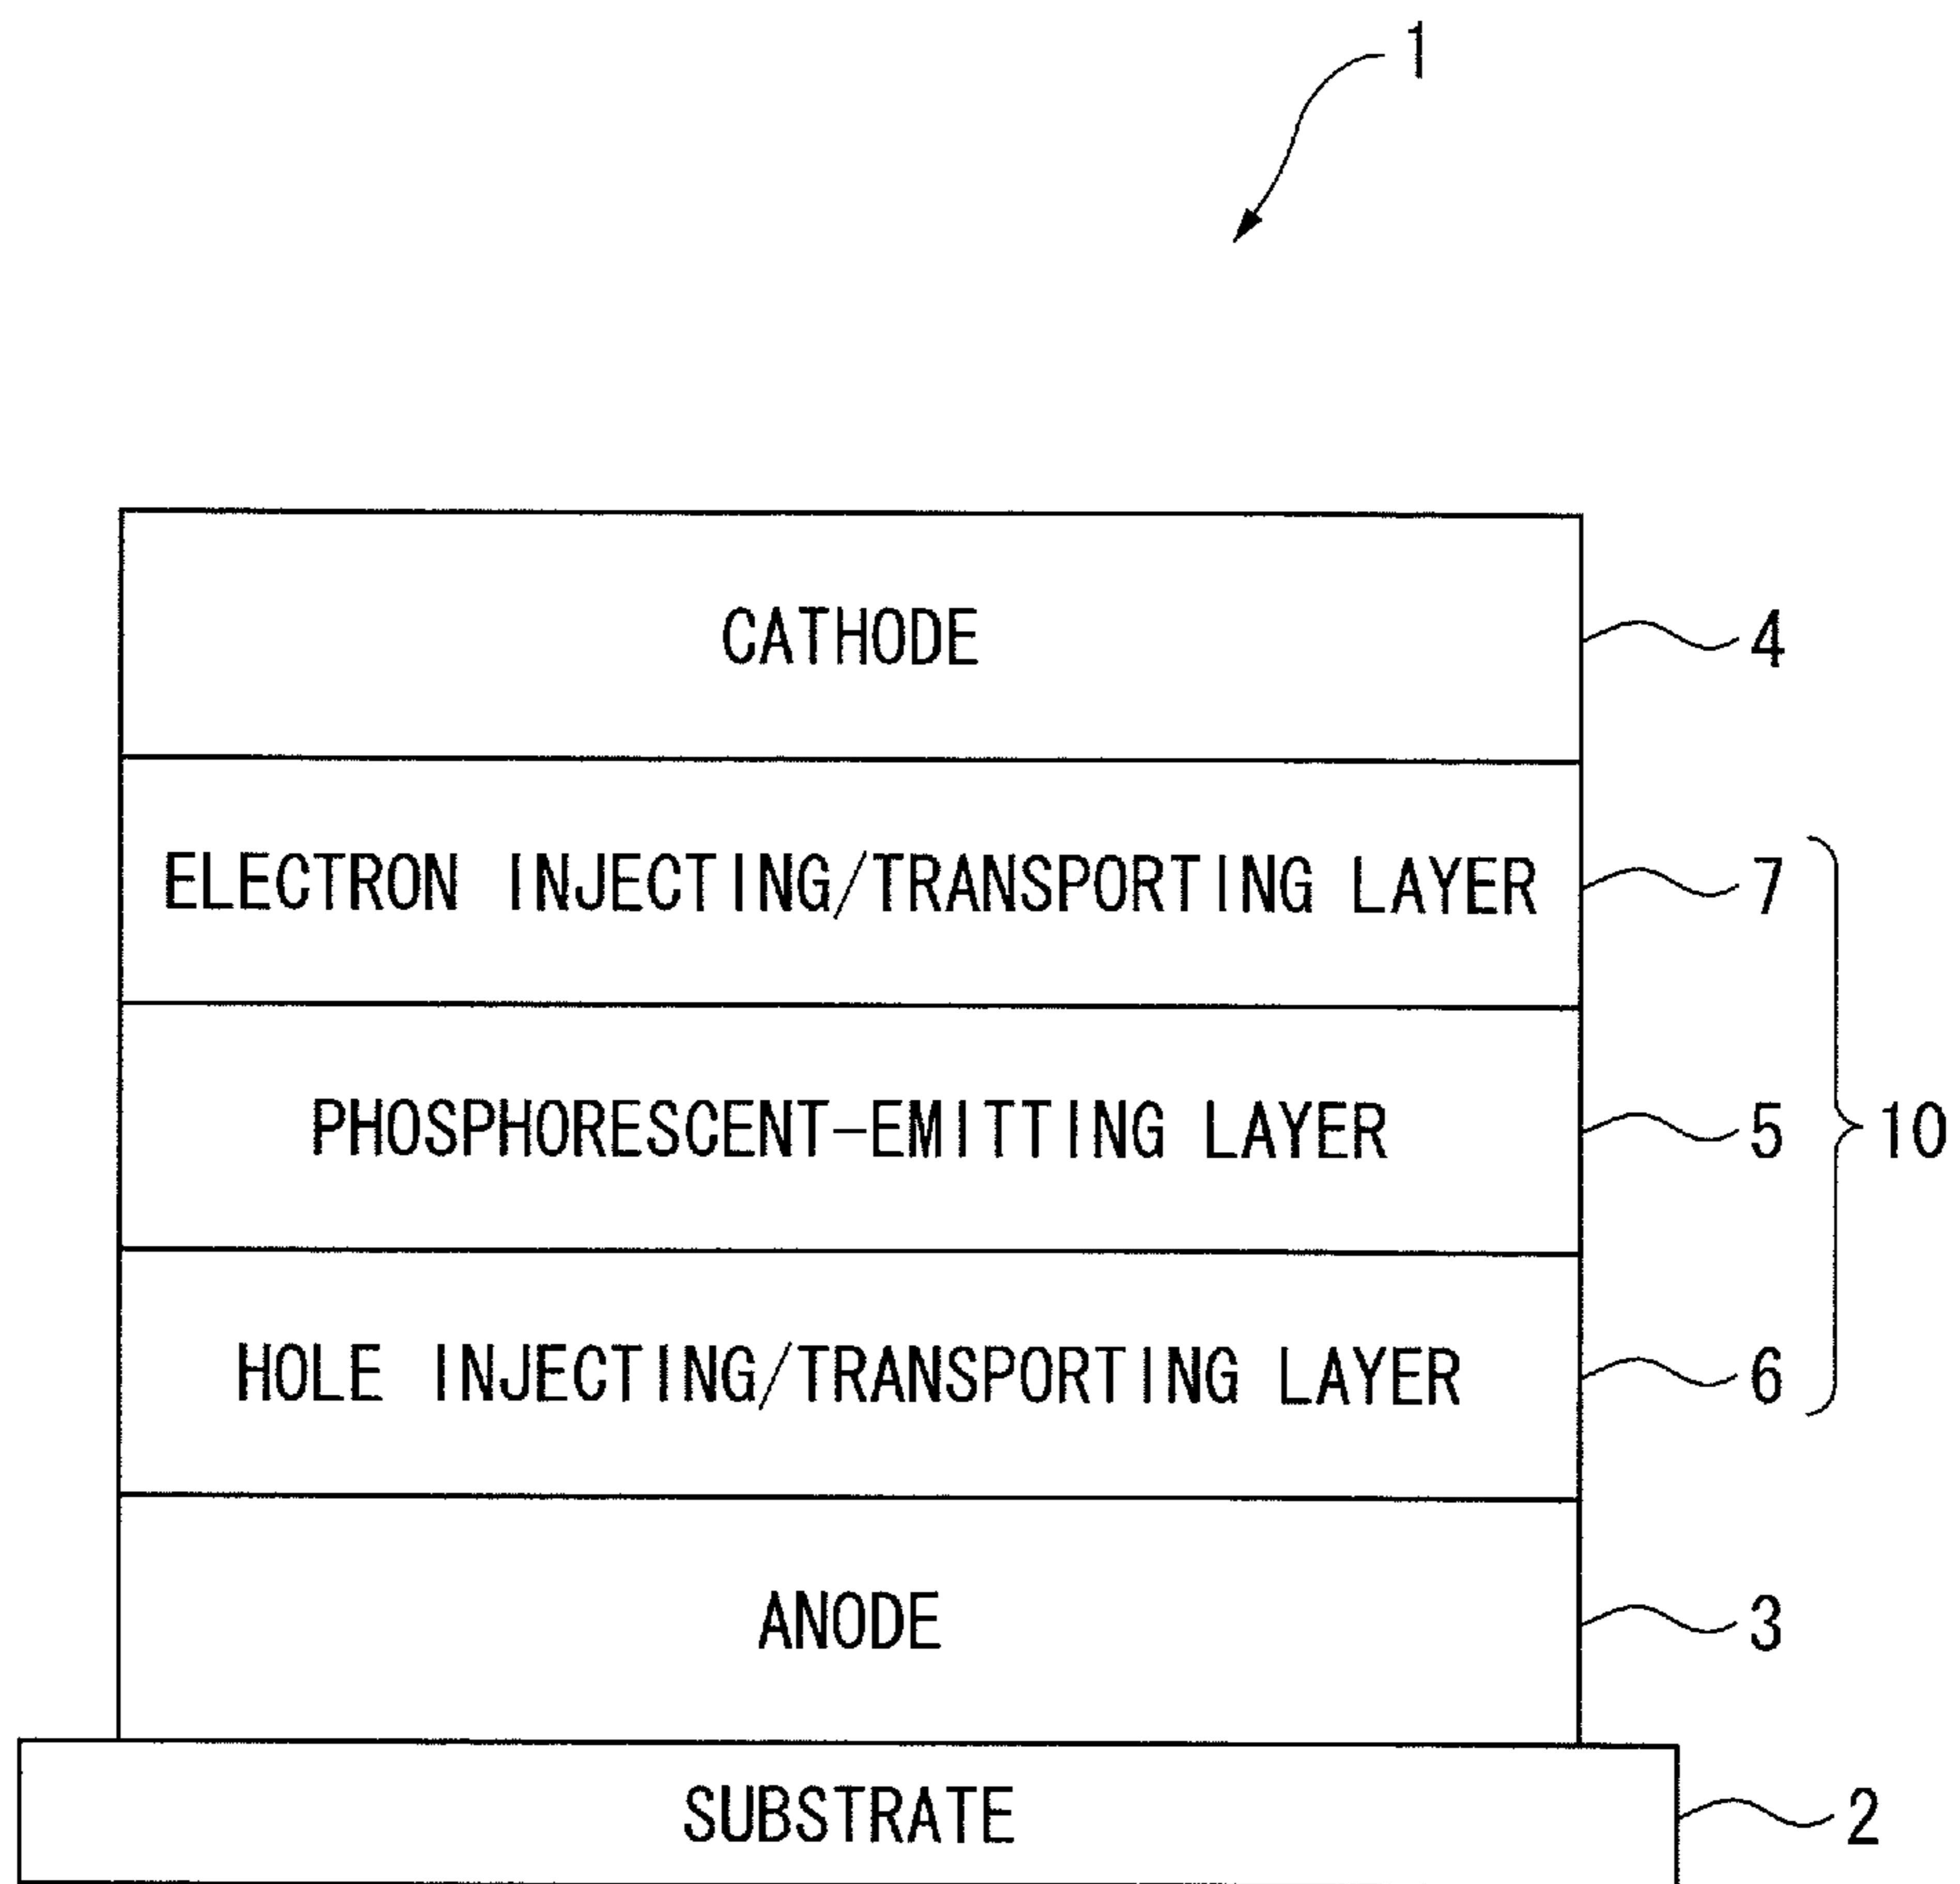 1
CATHODE 4
ELECTRON INJECTING/TRANSPORTING LAYER 7
PHOSPHORESCENT-EMITTING LAYER 5 10
HOLE INJECTING/TRANSPORTING LAYER 6
ANODE 3
SUBSTRATE 2